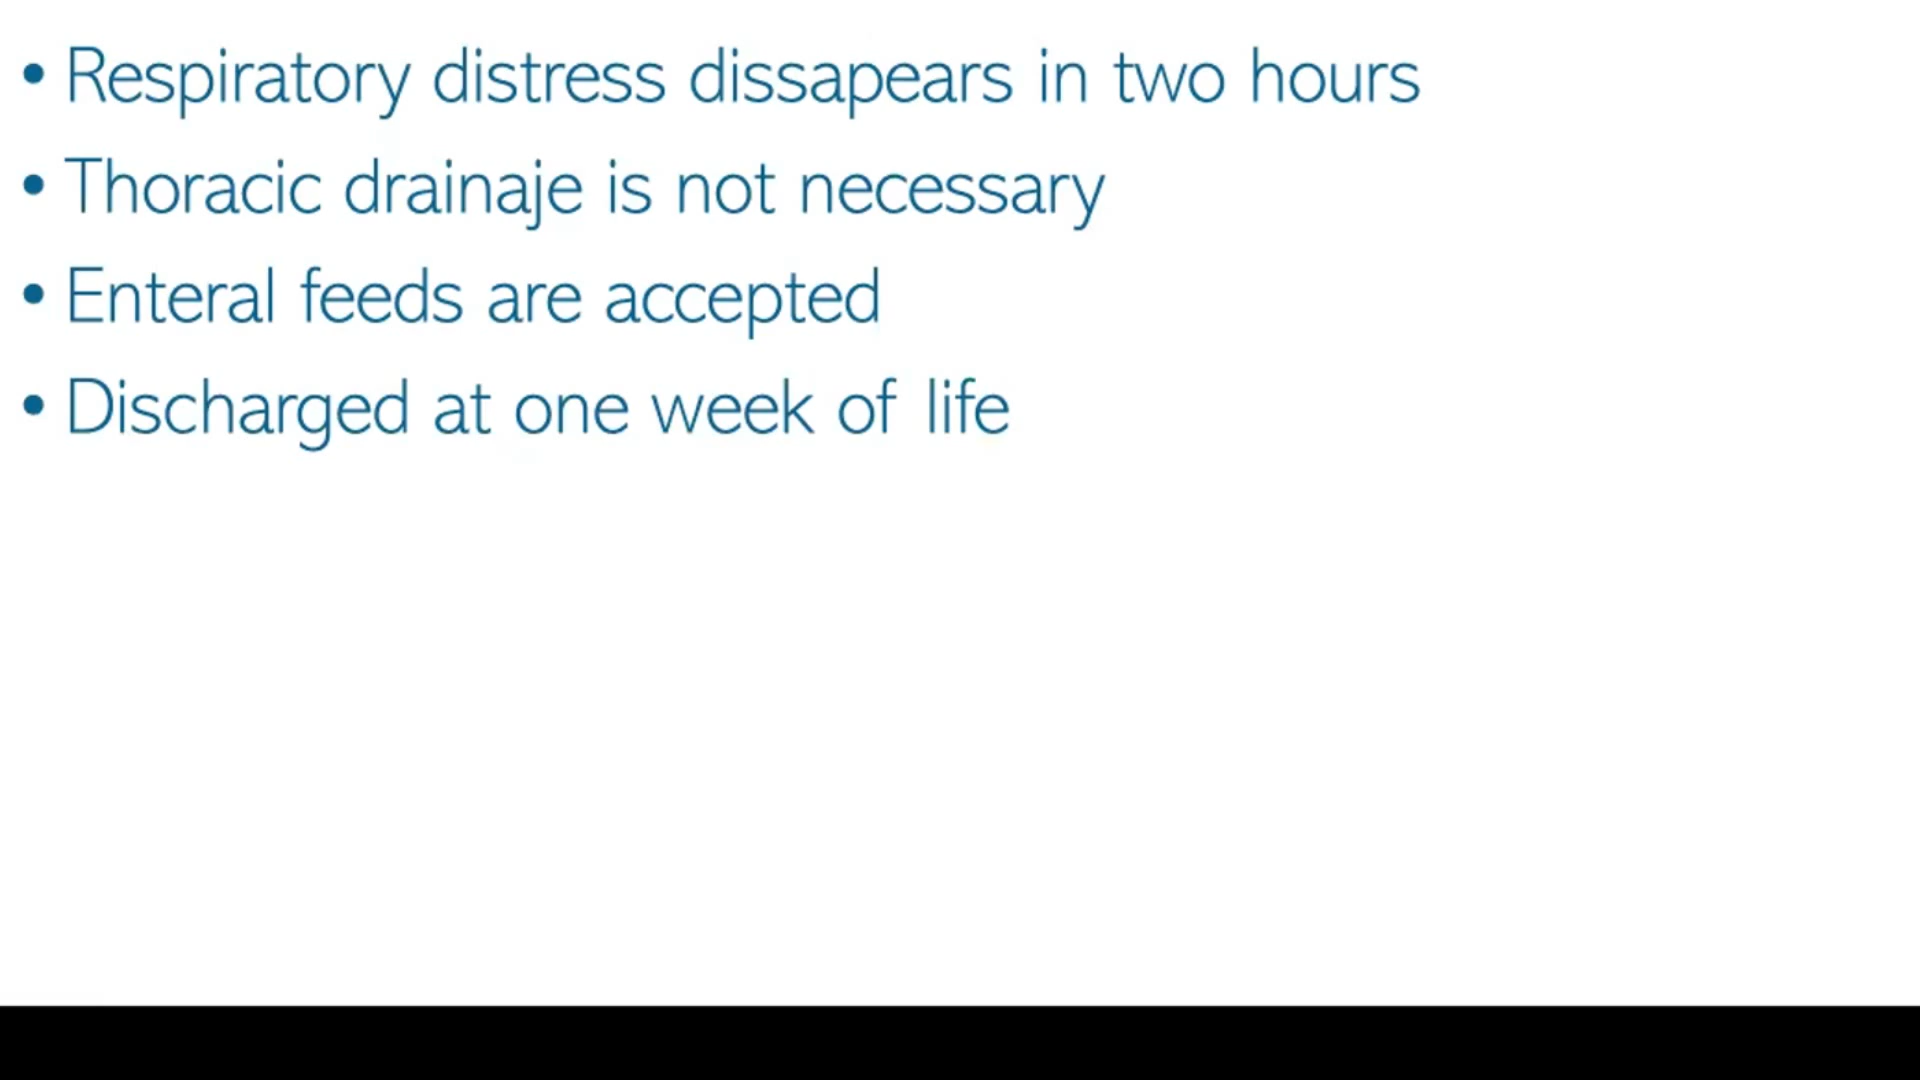 • Respiratory distress dissapears in two hours
• Thoracic drainaje is not necessary
• Enteral feeds are accepted
• Discharged at one week of life